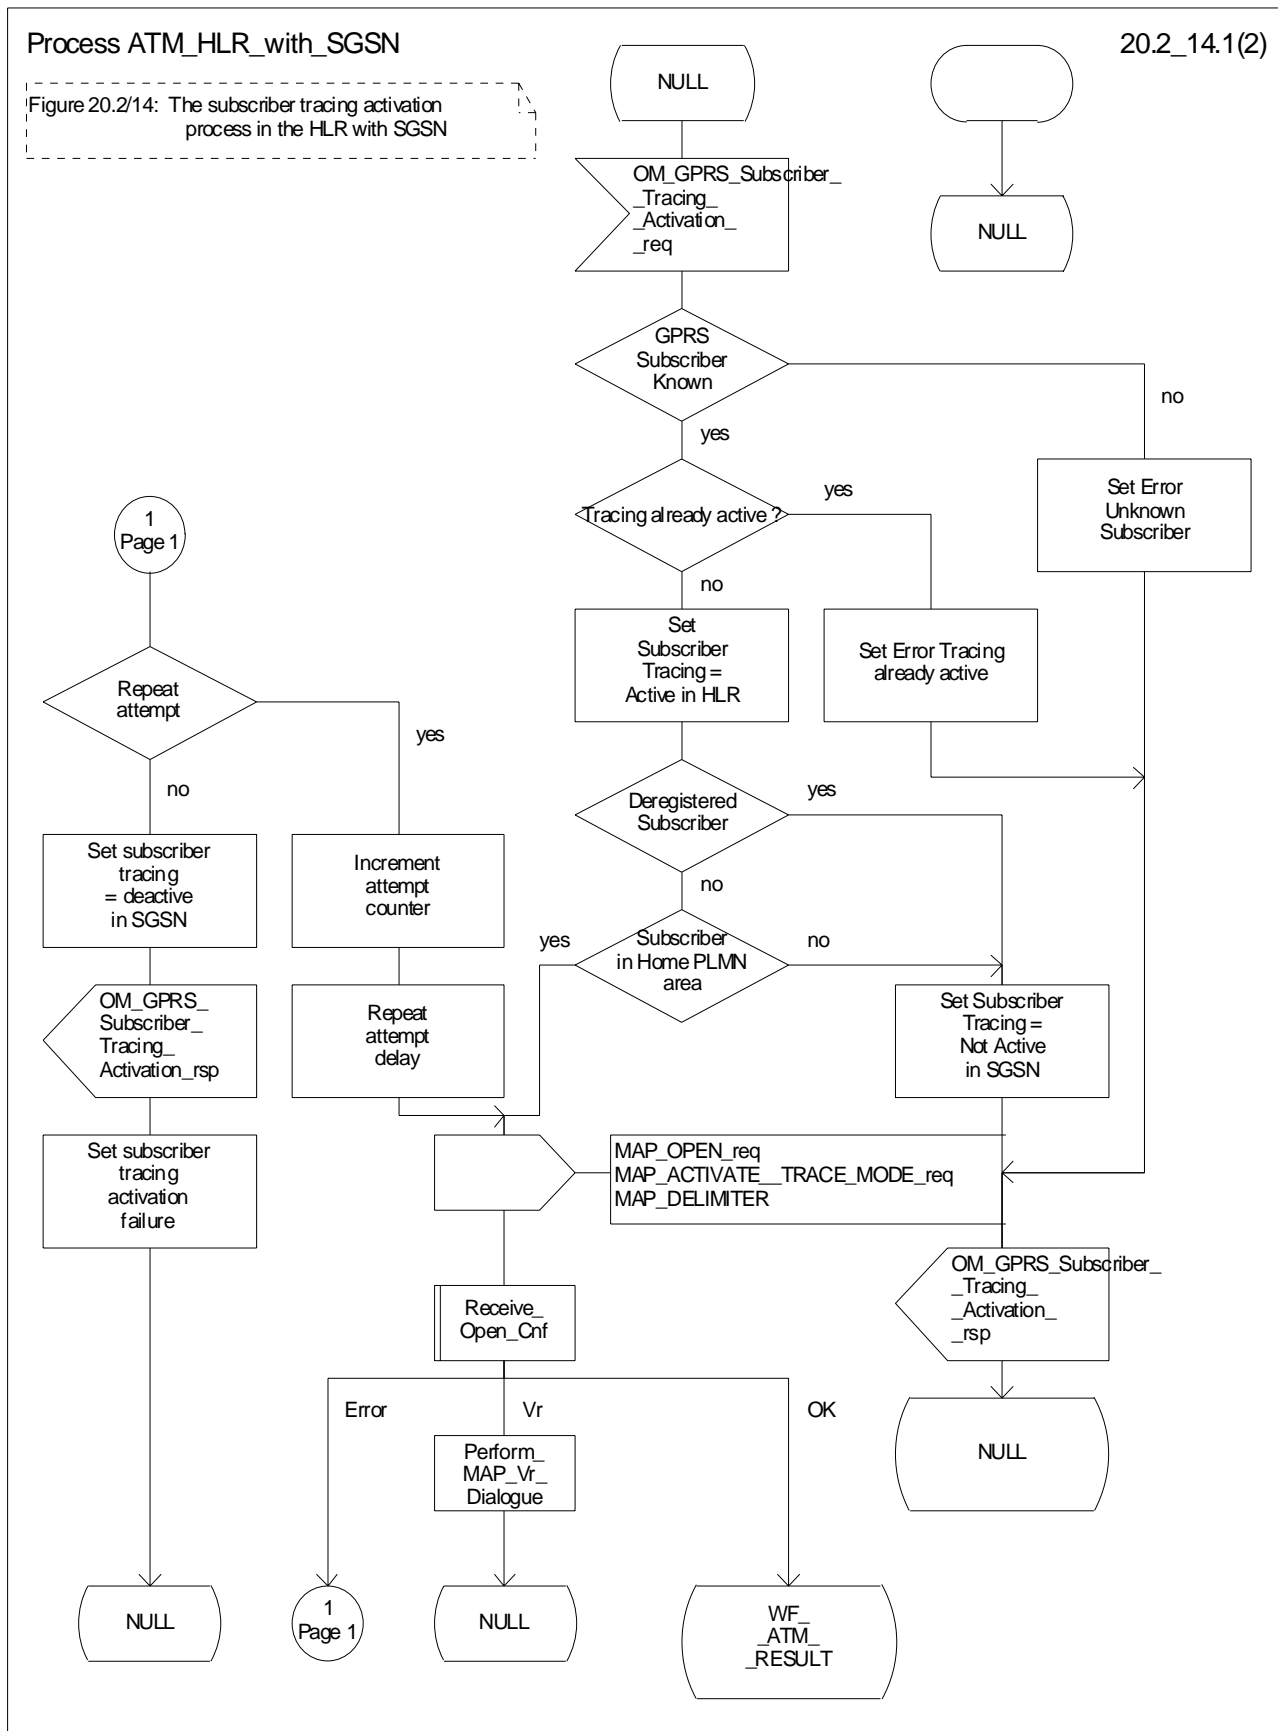 Process ATM_HLR_with_SGSN
20.2_14.1(2)
Figure 20.2/14: The subscriber tracing activation
process in the HLR with SGSN
NULL
OM_GPRS_Subscriber_
_Tracing_
_Activation_
_req
NULL
GPRS
Subscriber
Known
no
yes
Set Error
Unknown
Subscriber
Tracing already active ?
yes
no
1
Page 1
Set
Subscriber
Tracing =
Active in HLR
Set Error Tracing
already active
Repeat
attempt
yes
no
Deregistered
Subscriber
yes
no
Set subscriber
tracing
= deactive
in SGSN
Increment
attempt
counter
Subscriber
in Home PLMN
area
yes
no
OM_GPRS_
Subscriber_
Tracing_
Activation_rsp
Repeat
attempt
delay
Set Subscriber
Tracing =
Not Active
in SGSN
Set subscriber
tracing
activation
failure
MAP_OPEN_req
MAP_ACTIVATE__TRACE_MODE_req
MAP_DELIMITER
OM_GPRS_Subscriber_
_Tracing_
_Activation_
_rsp
Receive_
Open_Cnf
Error
Vr
OK
NULL
Perform_
MAP_Vr_
Dialogue
NULL
1
Page 1
NULL
WF_
_ATM_
_RESULT